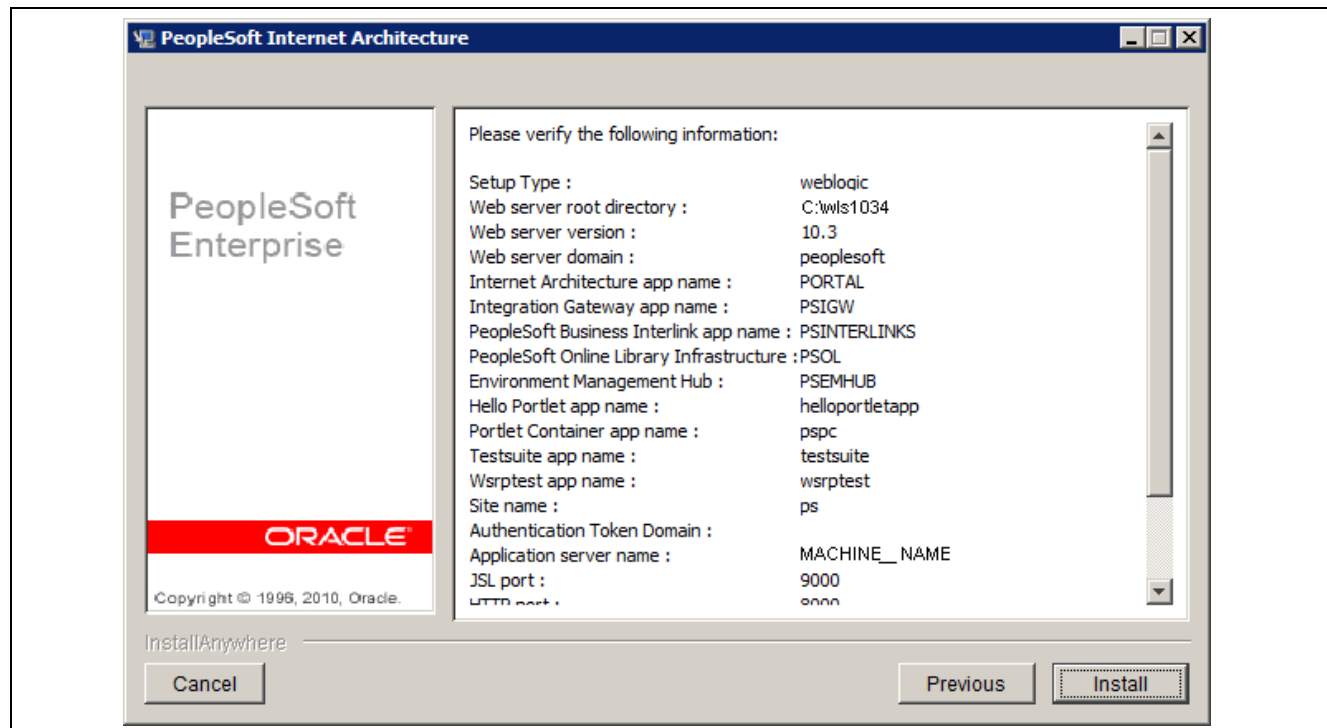 PeopleSoft Internet Architecture
PeopleSoft
Enterprise
ORACLE
Copyright © 1996, 2010, Oracle.
Please verify the following information:
Setup Type : weblogic
Web server root directory : C:\wls1034
Web server version : 10.3
Web server domain : peoplesoft
Internet Architecture app name : PORTAL
Integration Gateway app name : PSIGW
PeopleSoft Business Interlink app name : PSINTERLINKS
PeopleSoft Online Library Infrastructure :PSOL
Environment Management Hub : PSEMHUB
Hello Portlet app name : helloportletapp
Portlet Container app name : pspc
Testsuite app name : testsuite
Wsrptest app name : wsrptest
Site name : ps
Authentication Token Domain :
Application server name : MACHINE__NAME
JSL port : 9000
HTTP port : 8000
InstallAnywhere
Cancel
Previous
Install